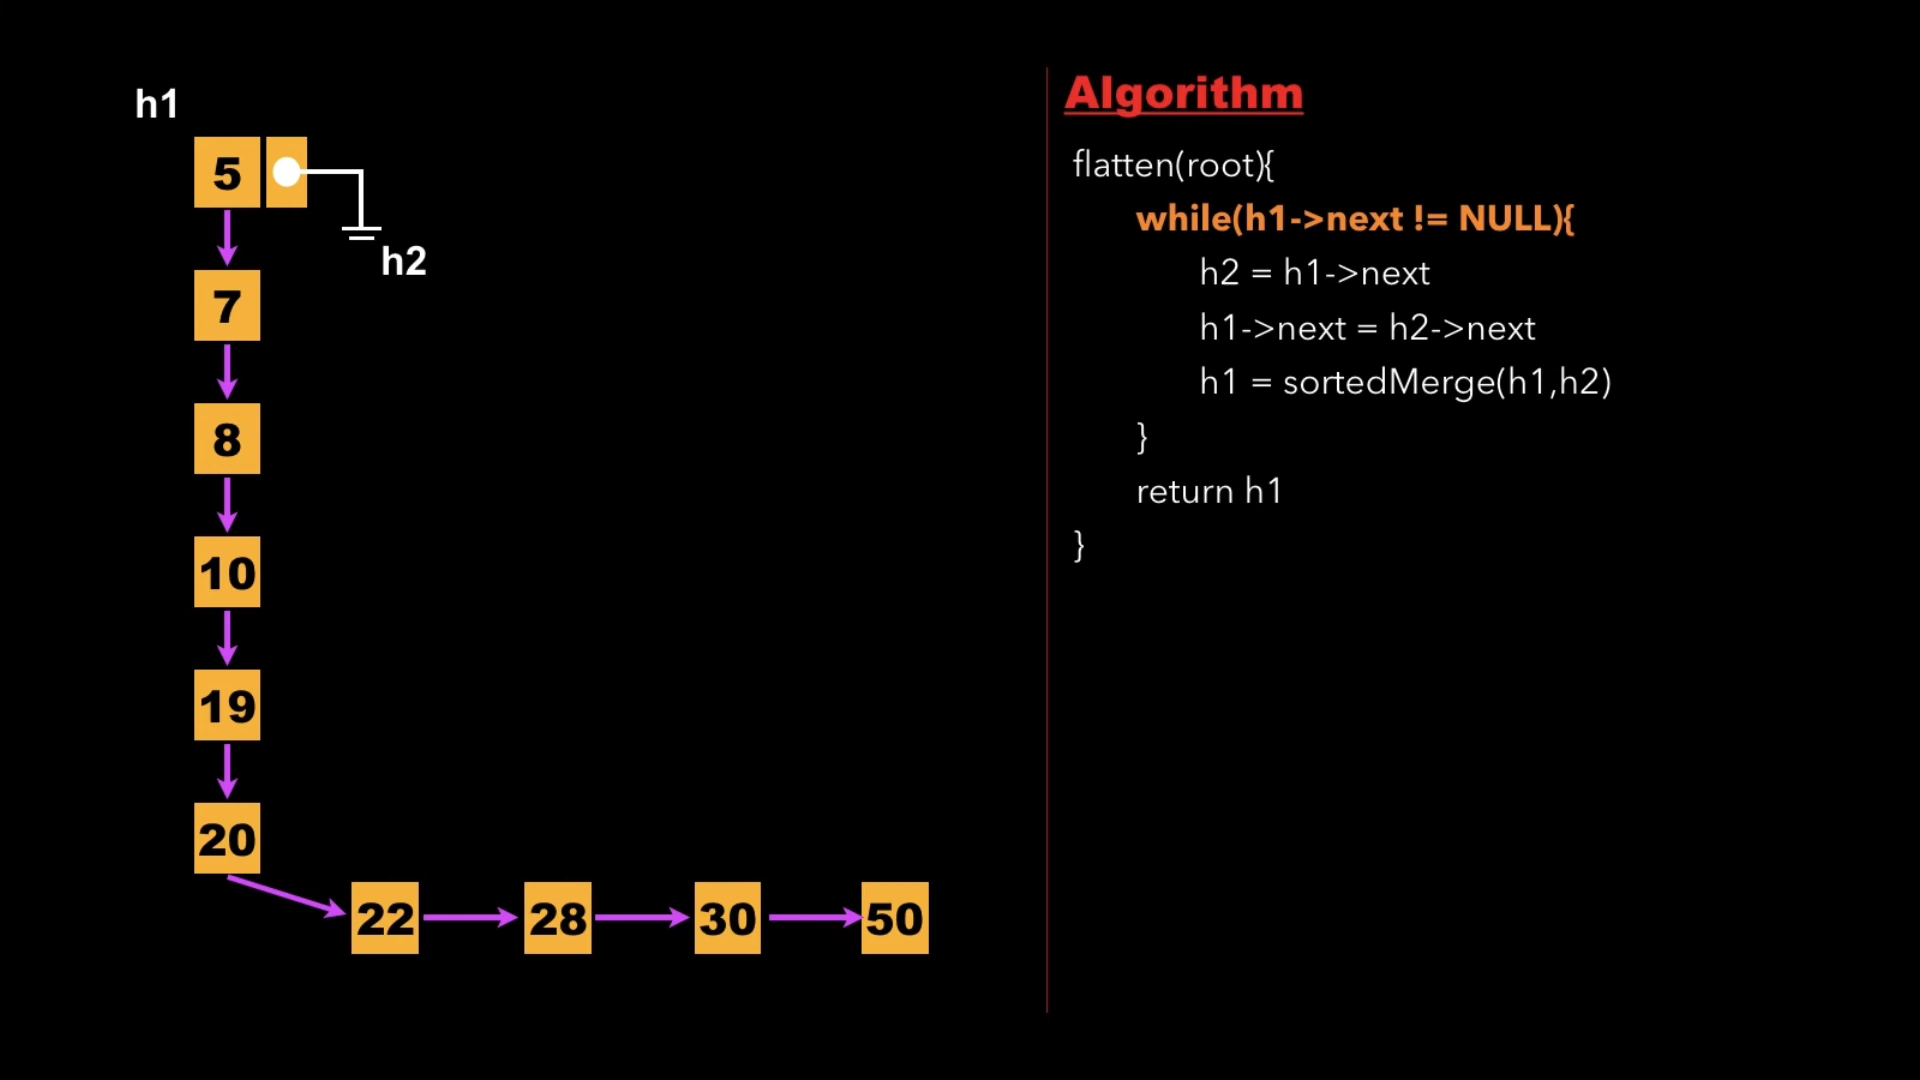 h1
5
h2
7
8
10
19
20
22 28 30 50
Algorithm
flatten(root){
while(h1->next != NULL){
h2 = h1->next
h1->next = h2->next
h1 = sortedMerge(h1,h2)
}
return h1
}